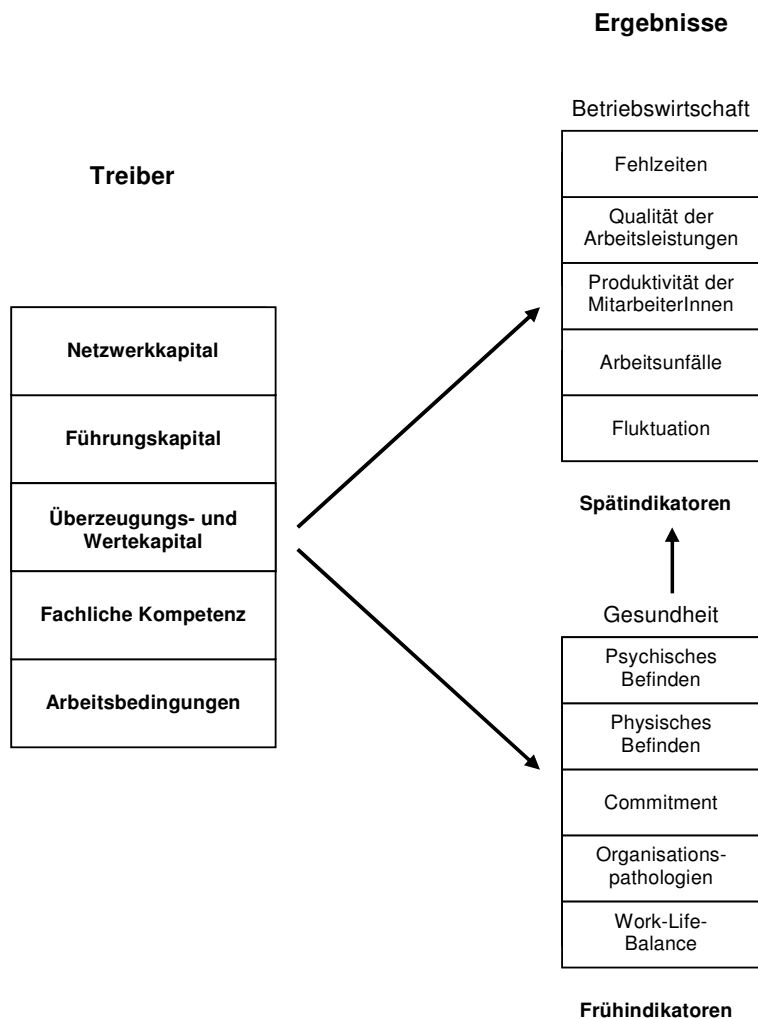 Treiber
Netzwerkkapital
Führungskapital
Überzeugungs- und
Wertekapital
Fachliche Kompetenz
Arbeitsbedingungen
Ergebnisse
Betriebswirtschaft
Fehlzeiten
Qualität der
Arbeitsleistungen
Produktivität der
MitarbeiterInnen
Arbeitsunfälle
Fluktuation
Spätindikatoren
Gesundheit
Psychisches
Befinden
Physisches
Befinden
Commitment
Organisations-
pathologien
Work-Life-
Balance
Frühindikatoren